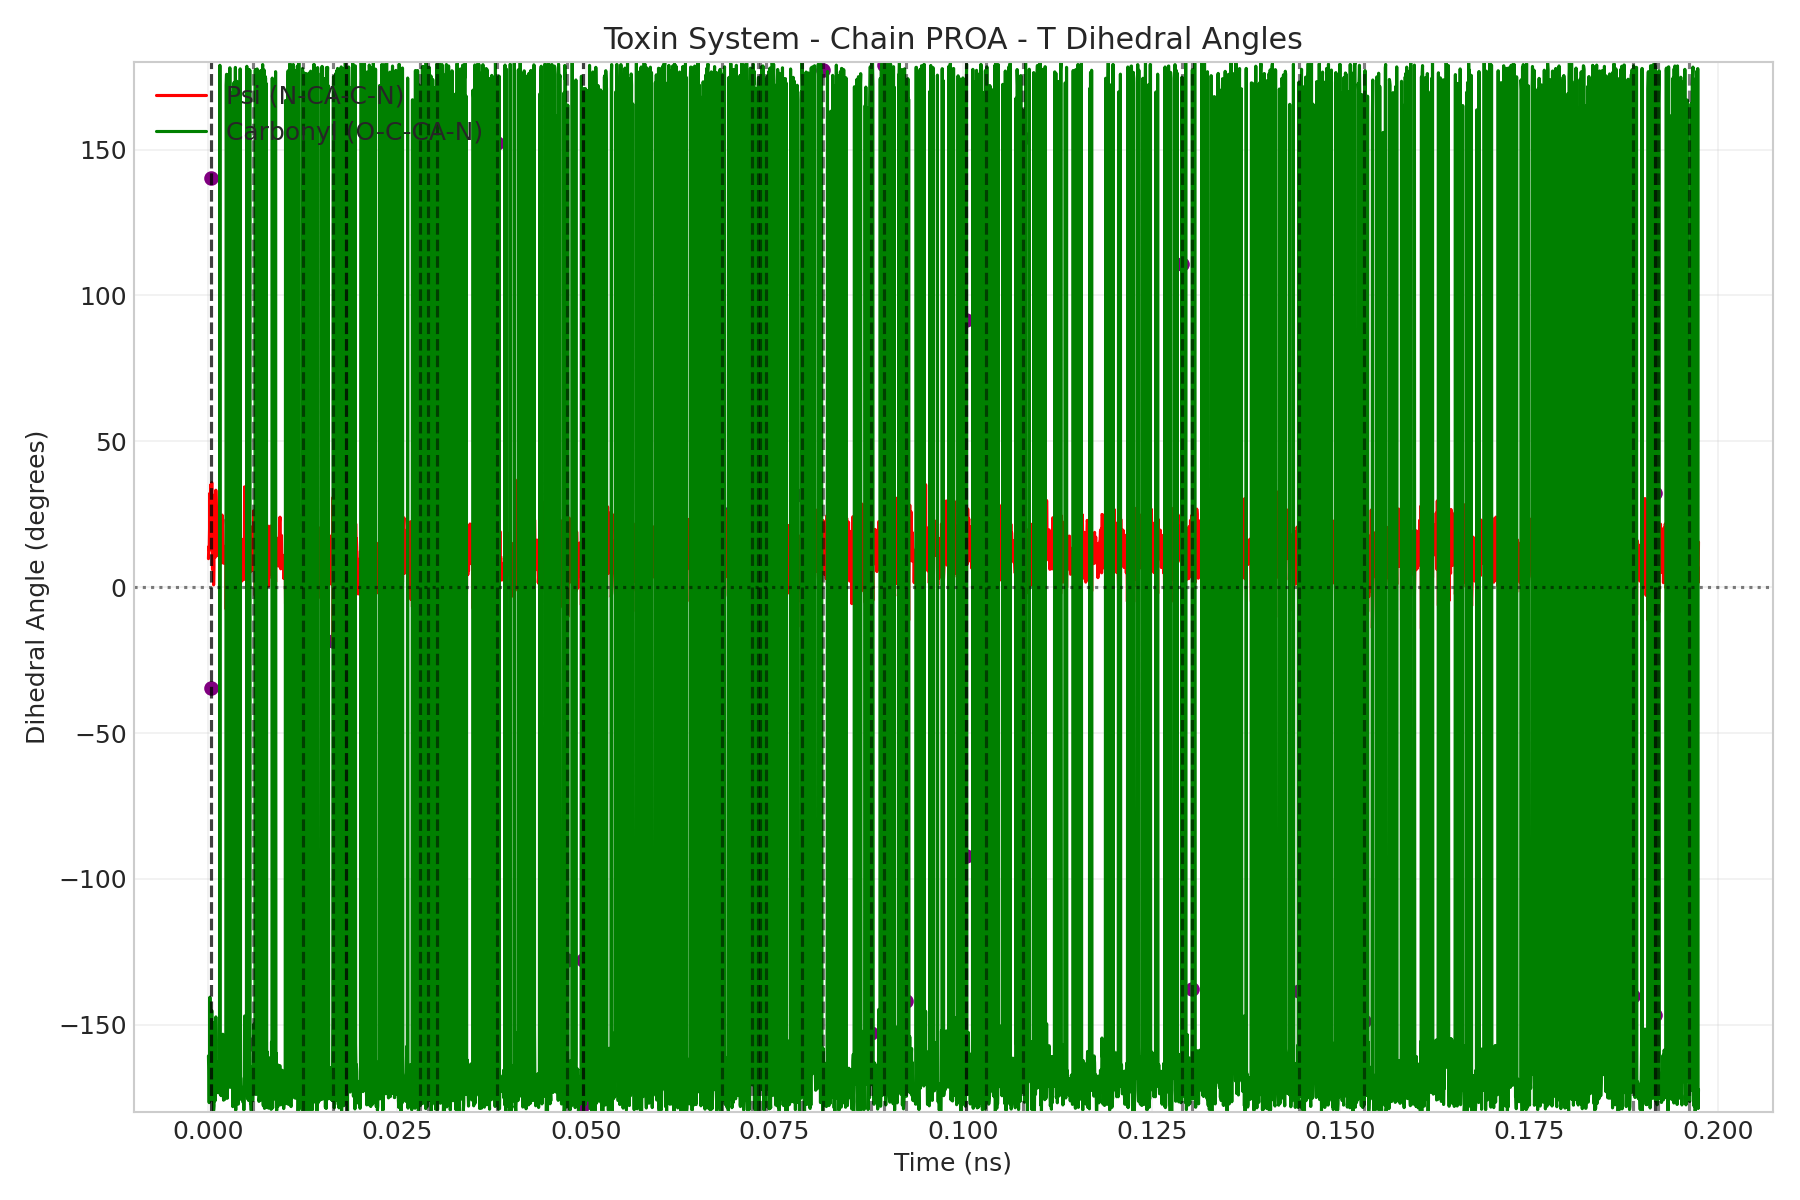 Toxin System - Chain PROA - T Dihedral Angles
Psi (N-CA-C-N)
Carbonyl (O-C-CA-N)
150
100
50
0
−50
−100
−150
Dihedral Angle (degrees)
0.000 0.025 0.050 0.075 0.100 0.125 0.150 0.175 0.200
Time (ns)